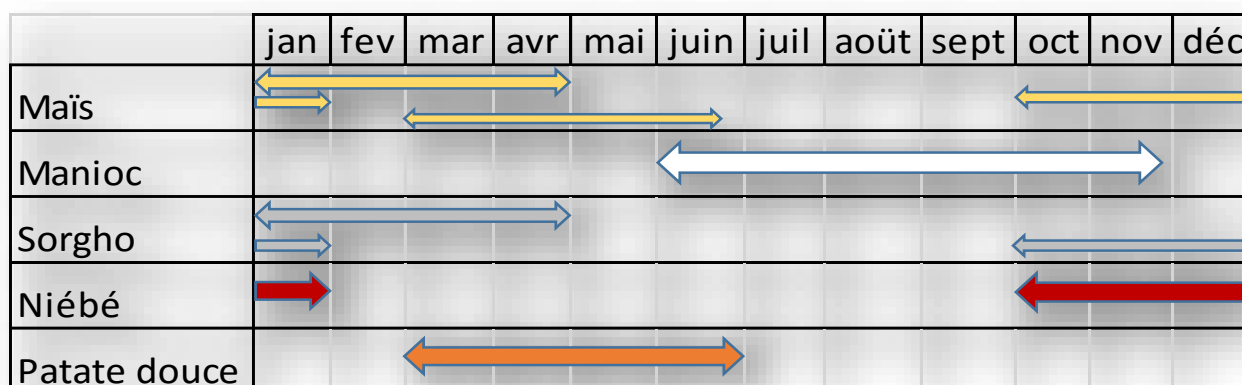 jan fev mar avr mai juin juil aoüt sept oct nov déc
Maïs
Manioc
Sorgho
Niébé
Patate douce